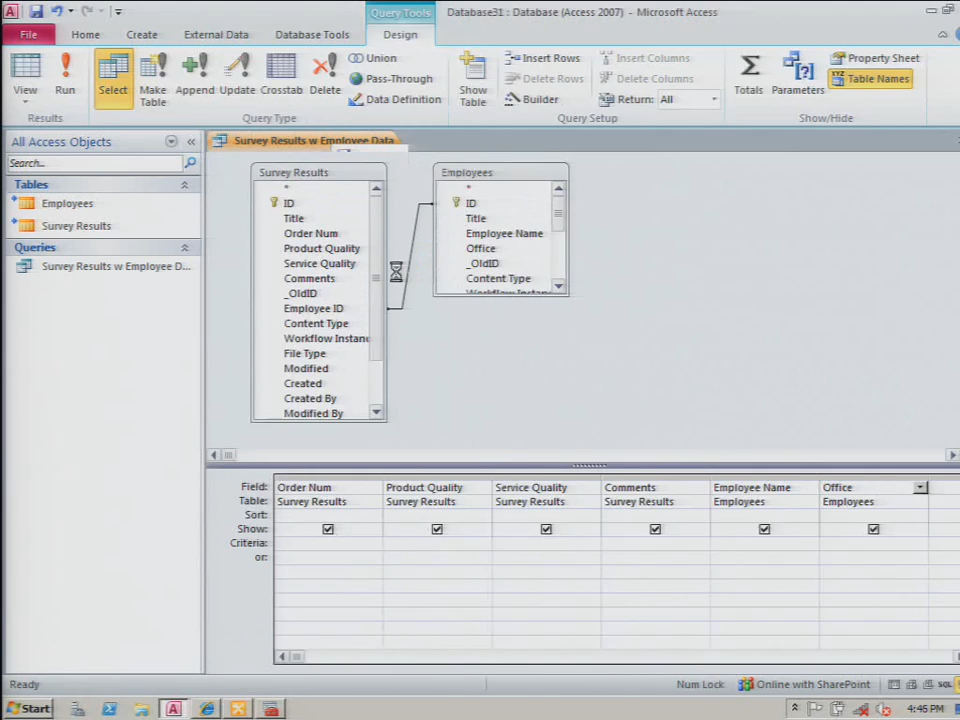 Query Tools
Database31 : Database (Access 2007) - Microsoft Access
File
Home
Create
External Data
Database Tools
Design
View
Run
Select
Make Table
Append
Update
Crosstab
Delete
Union
Pass-Through
Data Definition
Show Table
Insert Rows
Delete Rows
Builder
Insert Columns
Delete Columns
Return:
All
Totals
Parameters
Property Sheet
Table Names
Results
Query Type
Query Setup
Show/Hide
All Access Objects
Search...
Tables
Employees
Survey Results
Queries
Survey Results w Employee D...
Survey Results w Employee Data
Survey Results
*
ID
Title
Order Num
Product Quality
Service Quality
Comments
_OldID
Employee ID
Content Type
Workflow Instanc
File Type
Modified
Created
Created By
Modified By
Employees
*
ID
Title
Employee Name
Office
_OldID
Content Type
Workflow Instanc
Field: Order Num Product Quality Service Quality Comments Employee Name Office
Table: Survey Results Survey Results Survey Results Survey Results Employees Employees
Sort:
Show:
Criteria:
or:
Ready
Num Lock
Online with SharePoint
SQL
Start
4:45 PM